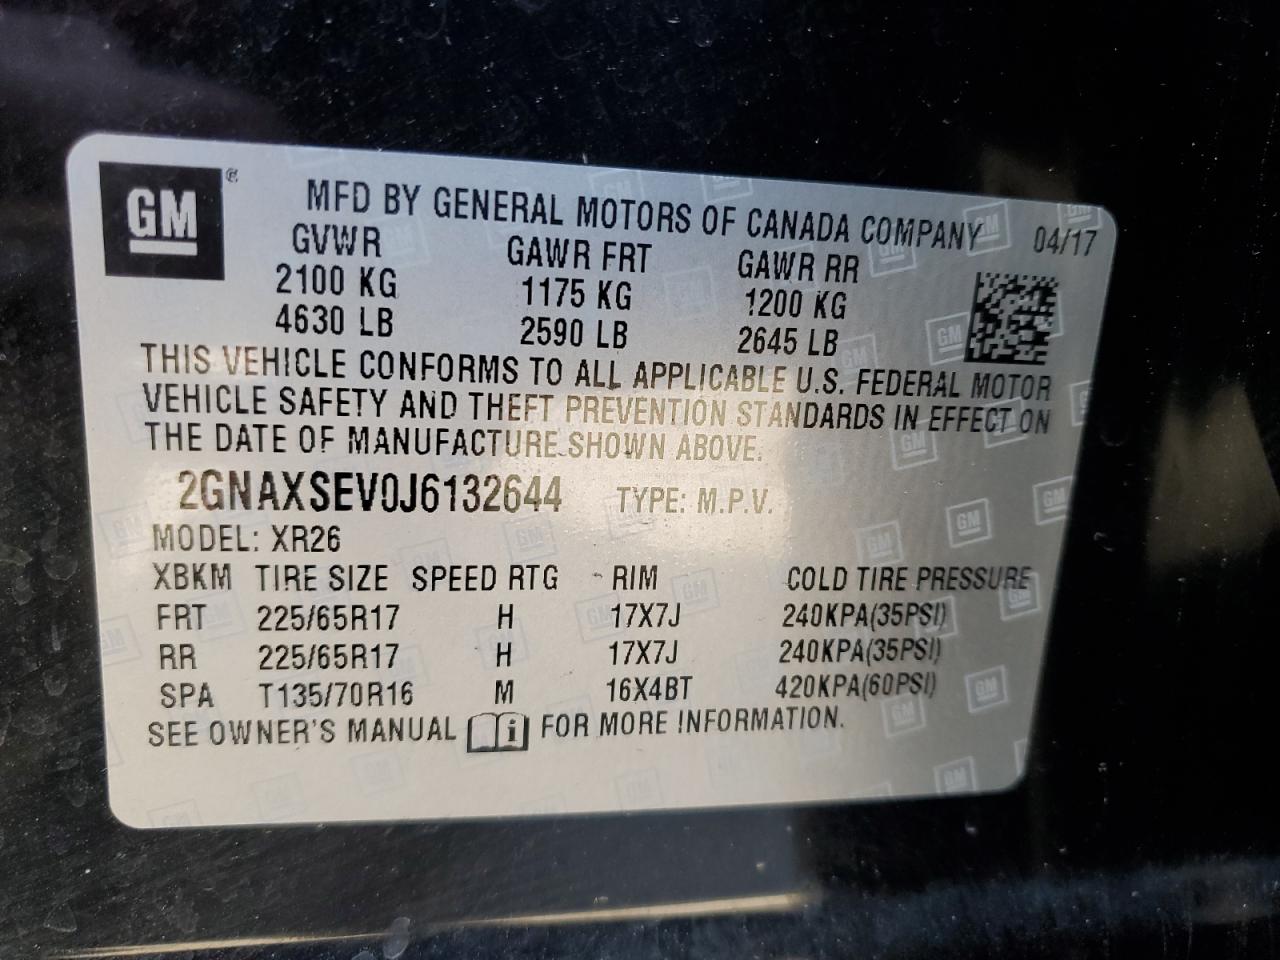 GM ® MFD BY GENERAL MOTORS OF CANADA COMPANY 04/17
GVWR GAWR FRT GAWR RR
2100 KG 1175 KG 1200 KG
4630 LB 2590 LB 2645 LB
THIS VEHICLE CONFORMS TO ALL APPLICABLE U.S. FEDERAL MOTOR
VEHICLE SAFETY AND THEFT PREVENTION STANDARDS IN EFFECT ON
THE DATE OF MANUFACTURE SHOWN ABOVE.
2GNAXSEV0J6132644 TYPE: M.P.V.
MODEL: XR26
XBKM TIRE SIZE SPEED RTG RIM COLD TIRE PRESSURE
FRT 225/65R17 H 17X7J 240KPA(35PSI)
RR 225/65R17 H 17X7J 240KPA(35PSI)
SPA T135/70R16 M 16X4BT 420KPA(60PSI)
SEE OWNER'S MANUAL i FOR MORE INFORMATION.